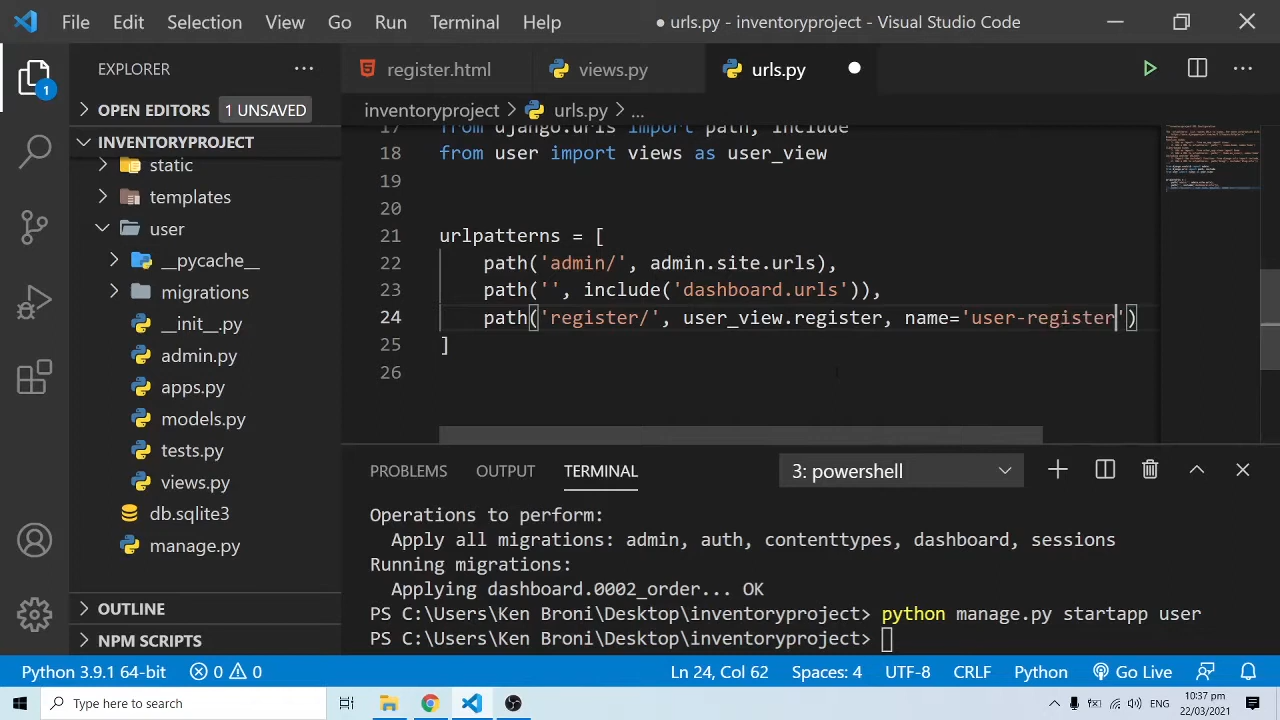 File Edit Selection View Go Run Terminal Help
● urls.py - inventoryproject - Visual Studio Code
EXPLORER
OPEN EDITORS 1 UNSAVED
INVENTORYPROJECT
static
templates
user
__pycache__
migrations
__init__.py
admin.py
apps.py
models.py
tests.py
views.py
db.sqlite3
manage.py
OUTLINE
NPM SCRIPTS
1
register.html views.py urls.py
inventoryproject > urls.py > ...
17 from django.urls import path, include
18 from user import views as user_view
19
20
21 urlpatterns = [
22 path('admin/', admin.site.urls),
23 path('', include('dashboard.urls')),
24 path('register/', user_view.register, name='user-register')
25 ]
26
PROBLEMS OUTPUT TERMINAL 3: powershell
Operations to perform:
Apply all migrations: admin, auth, contenttypes, dashboard, sessions
Running migrations:
Applying dashboard.0002_order... OK
PS C:\Users\Ken Broni\Desktop\inventoryproject> python manage.py startapp user
PS C:\Users\Ken Broni\Desktop\inventoryproject>
Python 3.9.1 64-bit 0 0 Ln 24, Col 62 Spaces: 4 UTF-8 CRLF Python Go Live
Type here to search
ENG
10:37 pm
22/03/2021